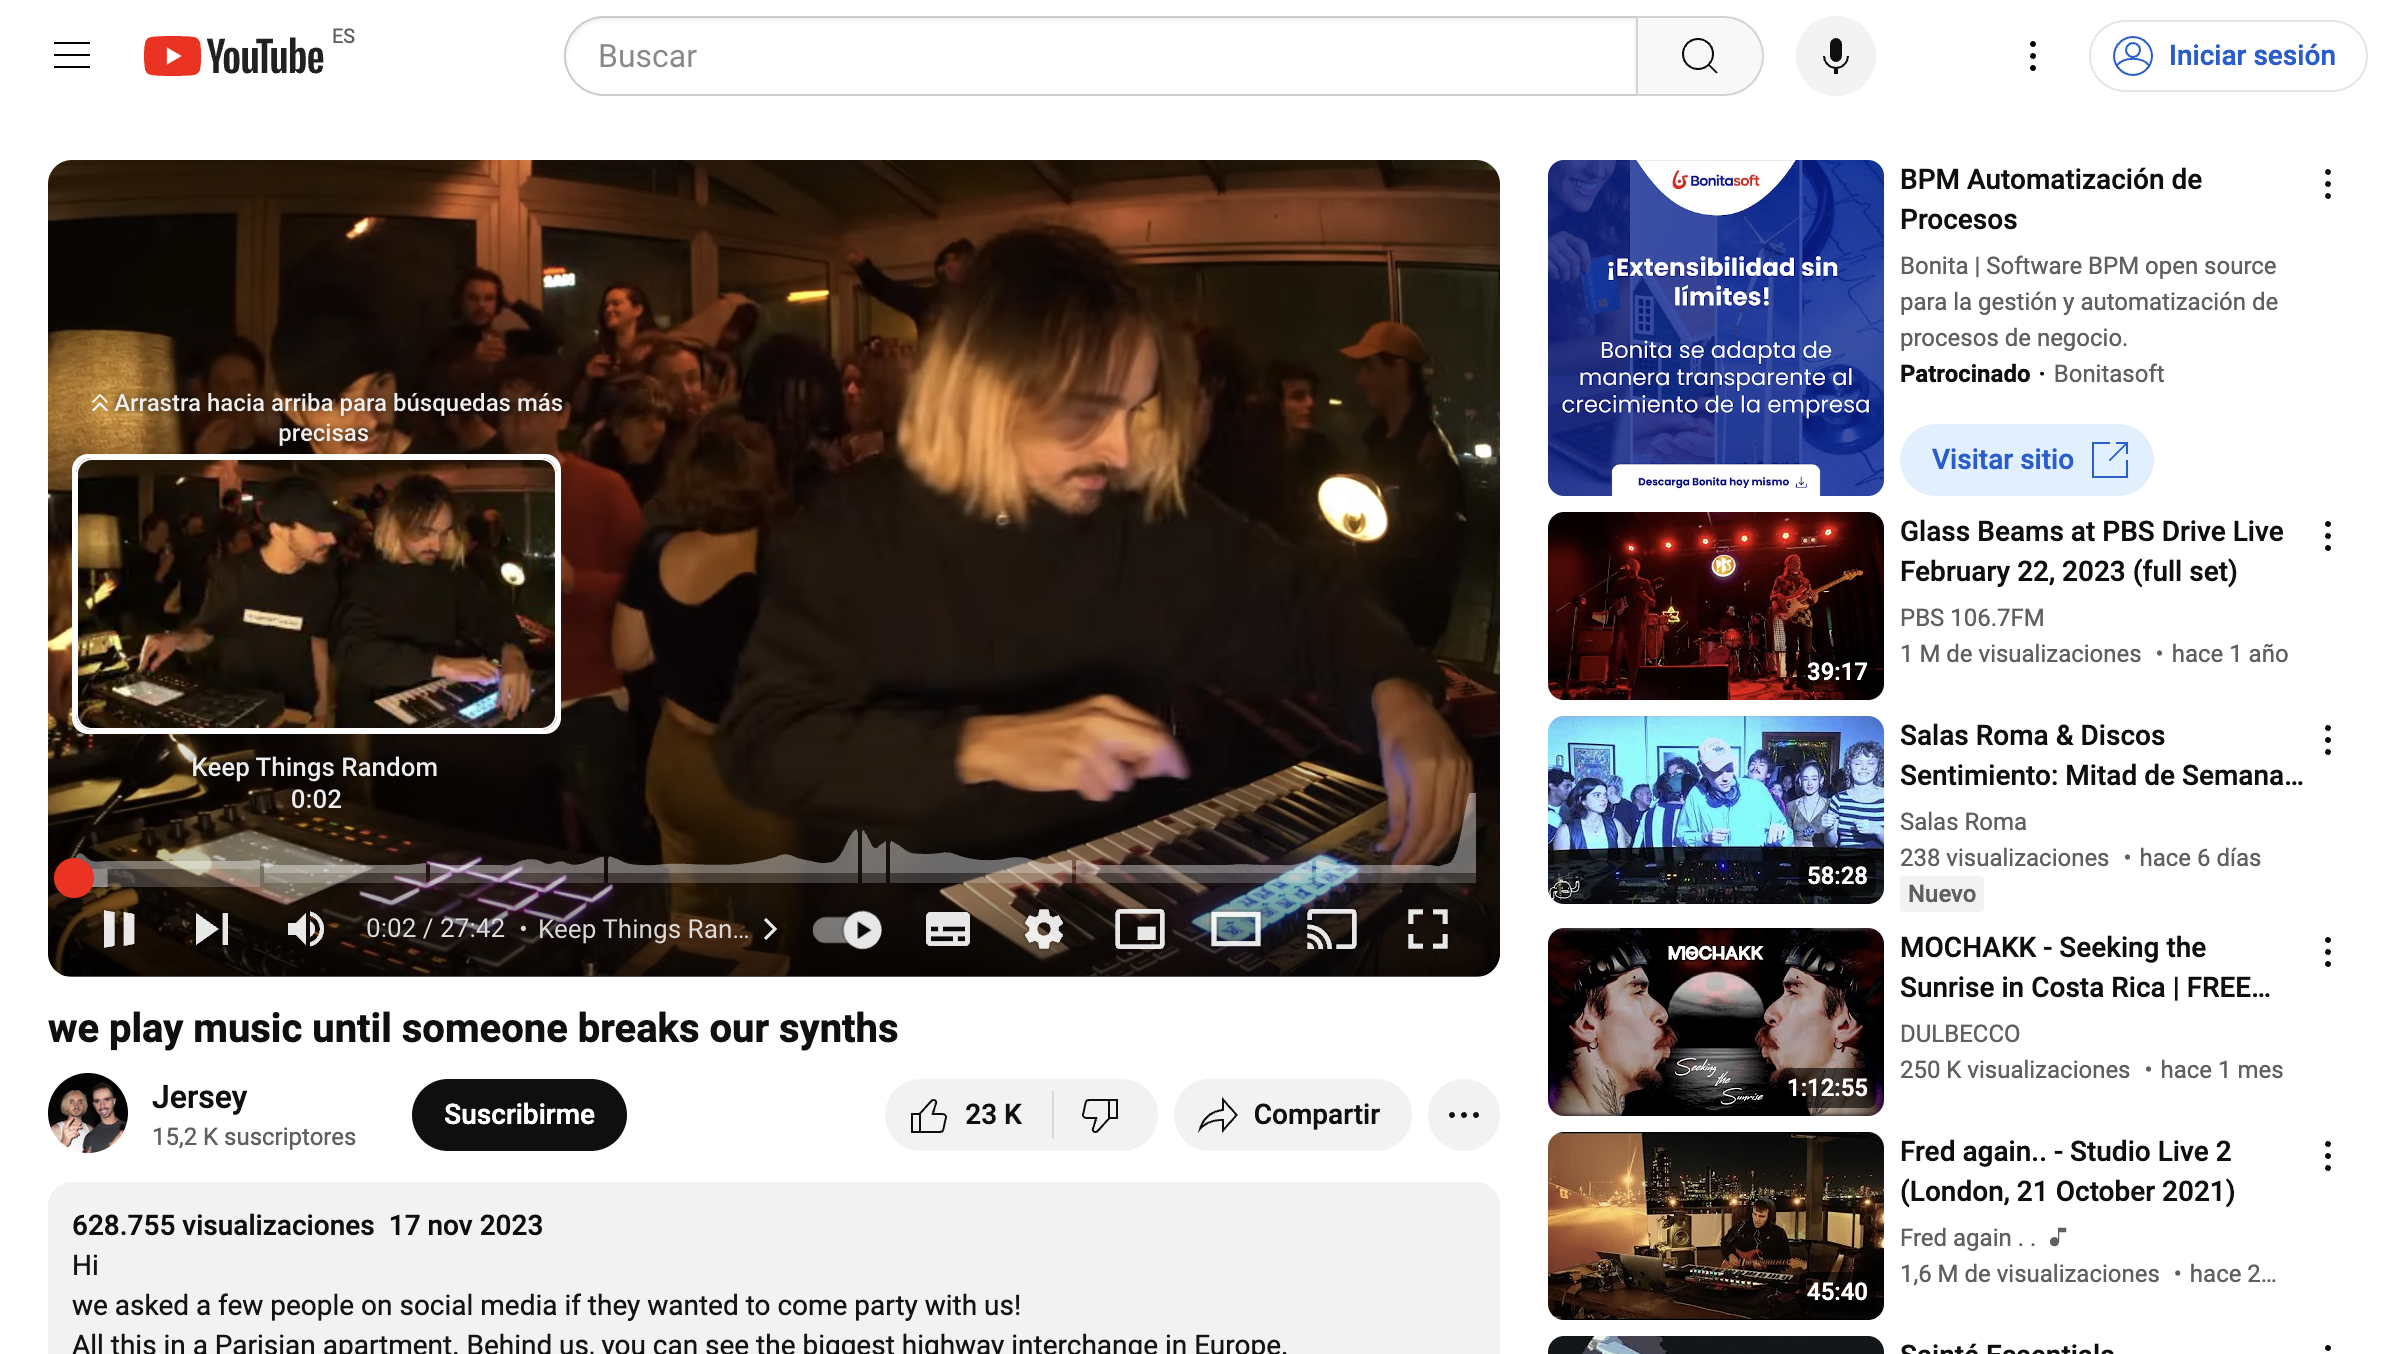 YouTube ES
Buscar
Iniciar sesión
Arrastra hacia arriba para búsquedas más
precisas
Keep Things Random
0:02
0:02 / 27:42 • Keep Things Ran...
we play music until someone breaks our synths
Jersey
15,2 K suscriptores
Suscribirme
23 K
Compartir
628.755 visualizaciones 17 nov 2023
Hi
we asked a few people on social media if they wanted to come party with us!
All this in a Parisian apartment. Behind us, you can see the biggest highway interchange in Europe.
Bonitasoft
¡Extensibilidad sin
límites!
Bonita se adapta de
manera transparente al
crecimiento de la empresa
Descarga Bonita hoy mismo
BPM Automatización de
Procesos
Bonita | Software BPM open source
para la gestión y automatización de
procesos de negocio.
Patrocinado · Bonitasoft
Visitar sitio
PBS
39:17
Glass Beams at PBS Drive Live
February 22, 2023 (full set)
PBS 106.7FM
1 M de visualizaciones • hace 1 año
58:28
Salas Roma & Discos
Sentimiento: Mitad de Semana...
Salas Roma
238 visualizaciones • hace 6 días
Nuevo
MOCHAKK
Seeking
the
Sunrise
1:12:55
MOCHAKK - Seeking the
Sunrise in Costa Rica | FREE...
DULBECCO
250 K visualizaciones • hace 1 mes
45:40
Fred again.. - Studio Live 2
(London, 21 October 2021)
Fred again . .
1,6 M de visualizaciones • hace 2...